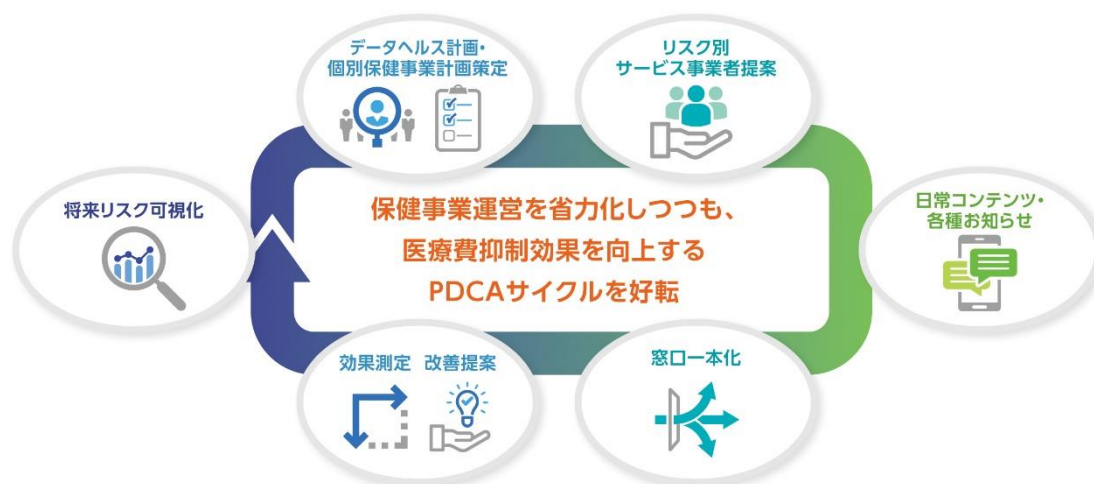 データヘルス計画・
個別保健事業計画策定
リスク別
サービス事業者提案
将来リスク可視化
保健事業運営を省力化しつつも、
医療費抑制効果を向上する
PDCAサイクルを好転
日常コンテンツ・
各種お知らせ
効果測定 改善提案
窓口一本化